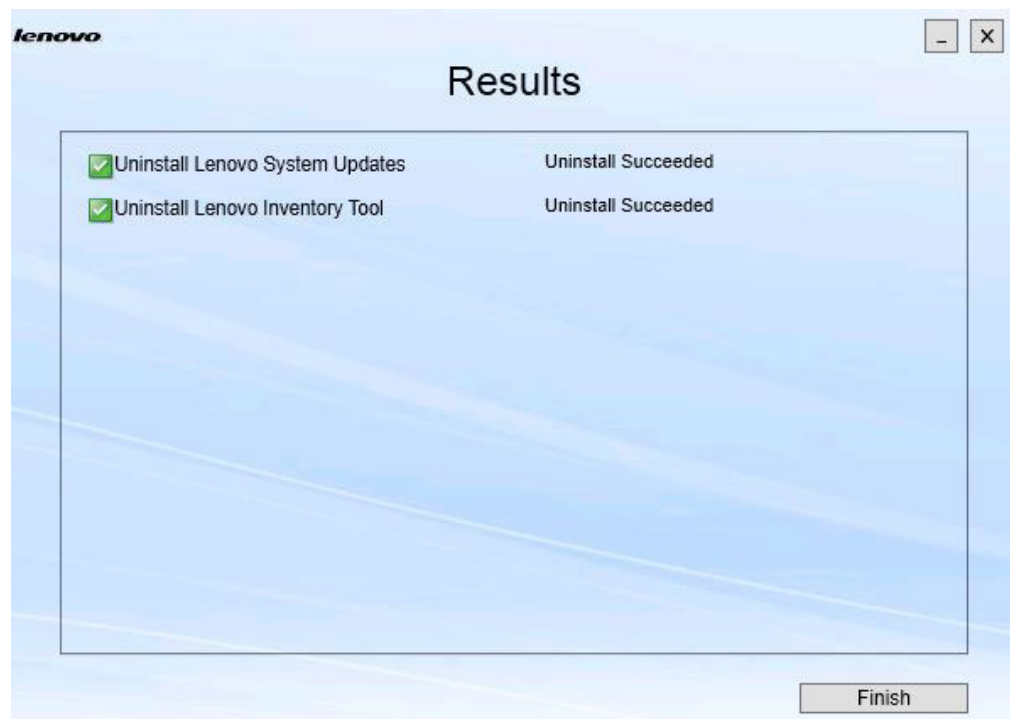 lenovo
Results
Uninstall Lenovo System Updates Uninstall Succeeded
Uninstall Lenovo Inventory Tool Uninstall Succeeded
Finish